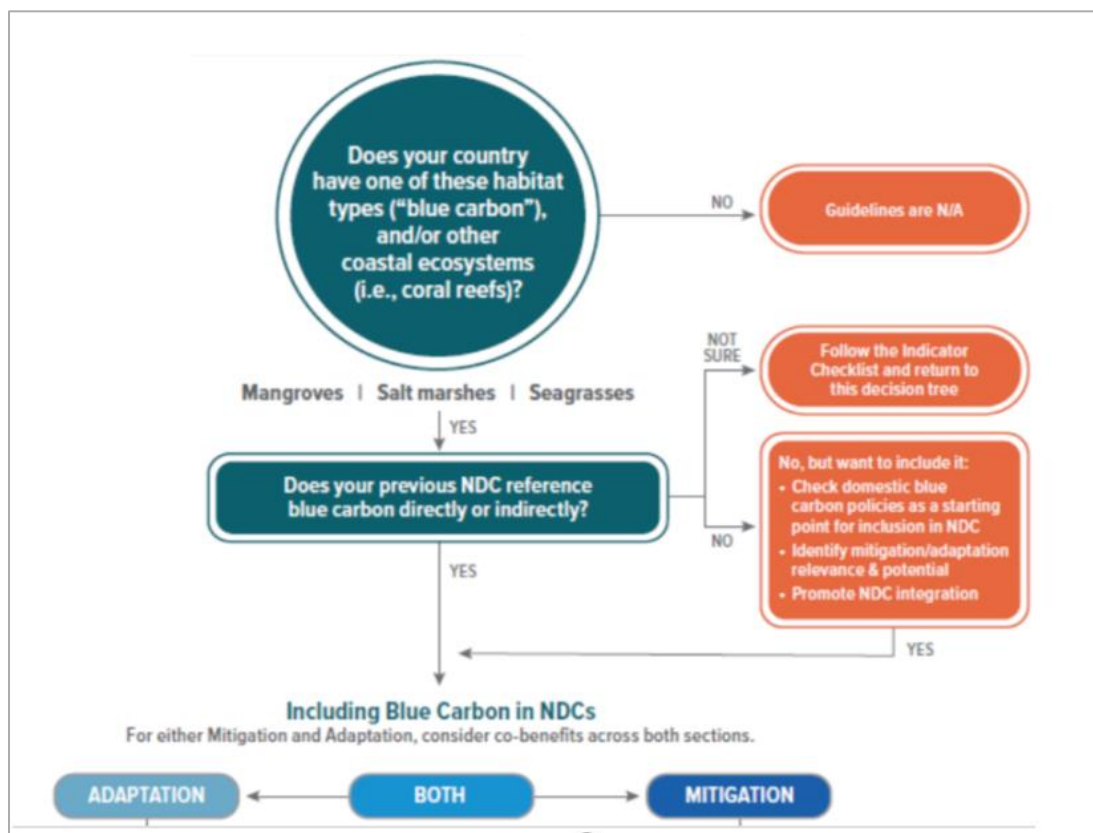 Does your country
have one of these habitat
types (“blue carbon”),
and/or other
coastal ecosystems
(i.e., coral reefs)?
NO
Guidelines are N/A
Mangroves | Salt marshes | Seagrasses
YES
NOT
SURE
Follow the Indicator
Checklist and return to
this decision tree
Does your previous NDC reference
blue carbon directly or indirectly?
NO
No, but want to include it:
• Check domestic blue
carbon policies as a starting
point for inclusion in NDC
• Identify mitigation/adaptation
relevance & potential
• Promote NDC integration
YES
YES
Including Blue Carbon in NDCs
For either Mitigation and Adaptation, consider co-benefits across both sections.
ADAPTATION
BOTH
MITIGATION